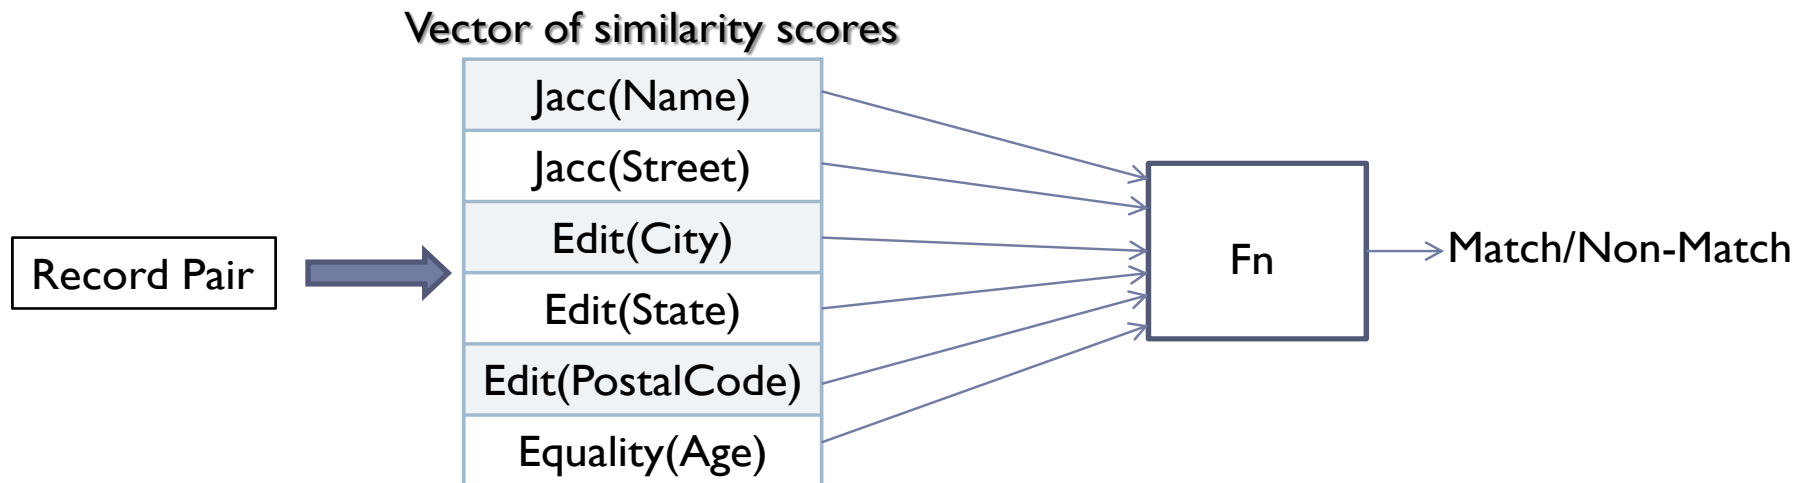 Vector of similarity scores
Jacc(Name)
Jacc(Street)
Edit(City)
Edit(State)
Edit(PostalCode)
Equality(Age)
Record Pair
Fn
Match/Non-Match